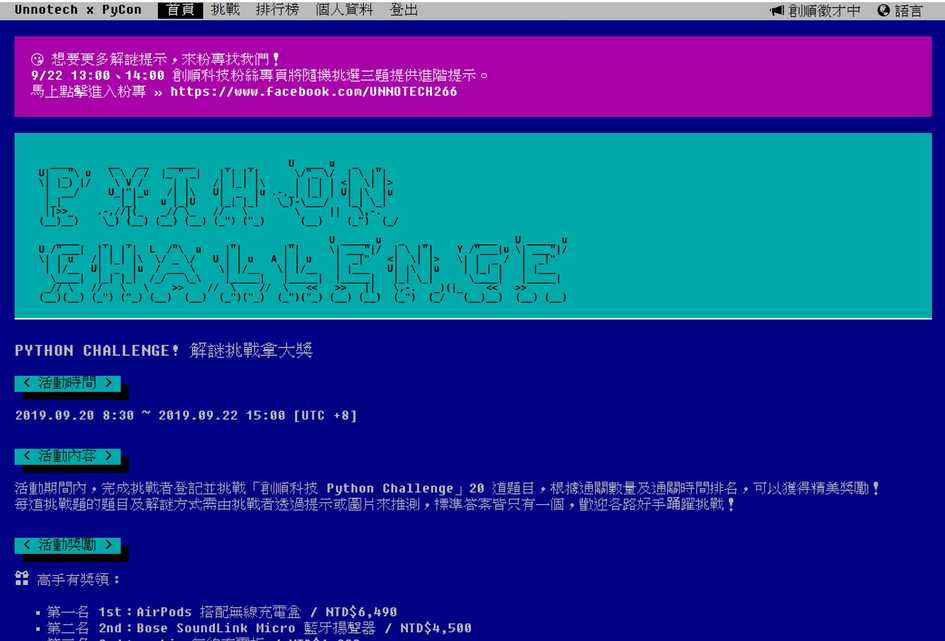 Unnotech x PyCon 首頁 挑戰 排行榜 個人資料 登出 創順徵才中 語言
想要更多解謎提示，來粉專找我們！
9/22 13:00、14:00 創順科技粉絲專頁將隨機挑選三題提供進階提示。
馬上點擊進入粉專 » https://www.facebook.com/UNNOTECH266
PYTHON
CHALLENGE
PYTHON CHALLENGE! 解謎挑戰拿大獎
< 活動時間 >
2019.09.20 8:30 ~ 2019.09.22 15:00 [UTC +8]
< 活動內容 >
活動期間內，完成挑戰者登記並挑戰「創順科技 Python Challenge」20 道題目，根據通關數量及通關時間排名，可以獲得精美獎勵！
每道挑戰題的題目及解謎方式需由挑戰者透過提示或圖片來推測，標準答案皆只有一個，歡迎各路好手踴躍挑戰！
< 活動獎勵 >
高手有獎領：
▪ 第一名 1st：AirPods 搭配無線充電盒 / NTD$6,490
▪ 第二名 2nd：Bose SoundLink Micro 藍牙揚聲器 / NTD$4,500